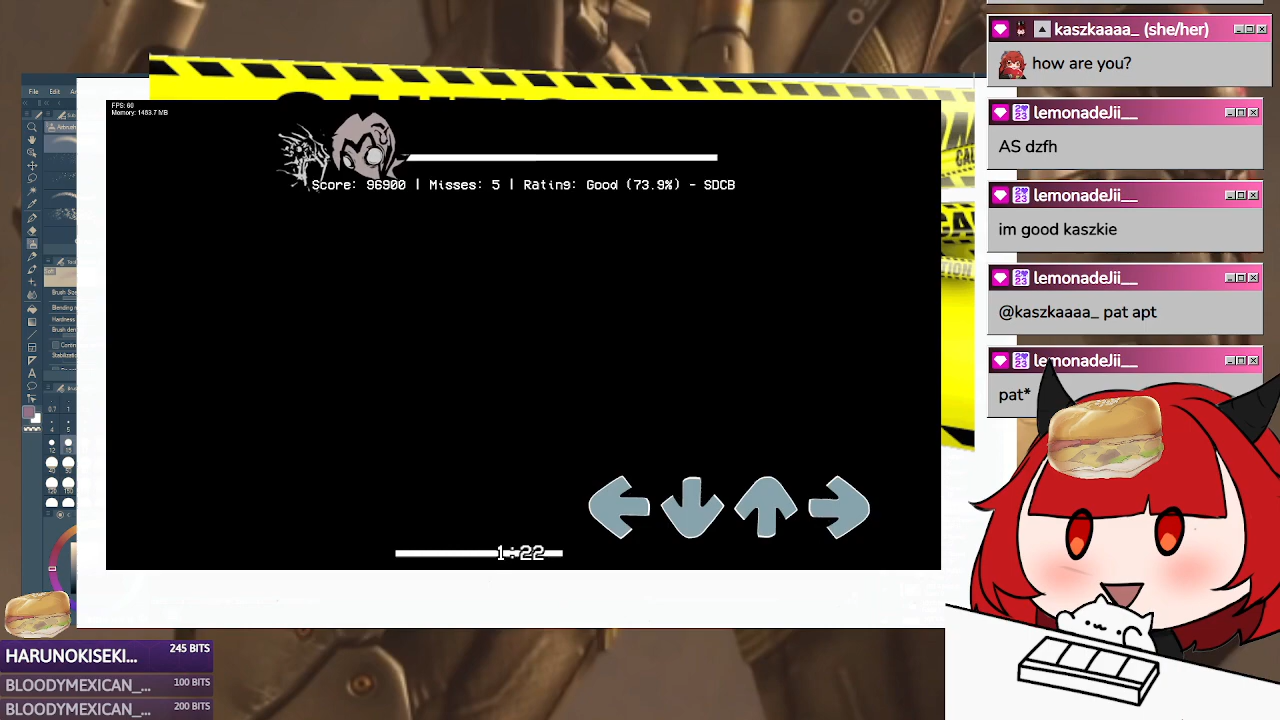 File Edit
FPS: 60
Memory: 1483.7 MB
Score: 96900 | Misses: 5 | Rating: Good (73.9%) - SDCB
1:22
kaszkaaaa_ (she/her)
how are you?
lemonadeJii__
AS dzfh
lemonadeJii__
im good kaszkie
lemonadeJii__
@kaszkaaaa_ pat apt
lemonadeJii__
pat*
HARUNOKISEKI... 245 BITS
BLOODYMEXICAN_... 100 BITS
BLOODYMEXICAN_... 200 BITS